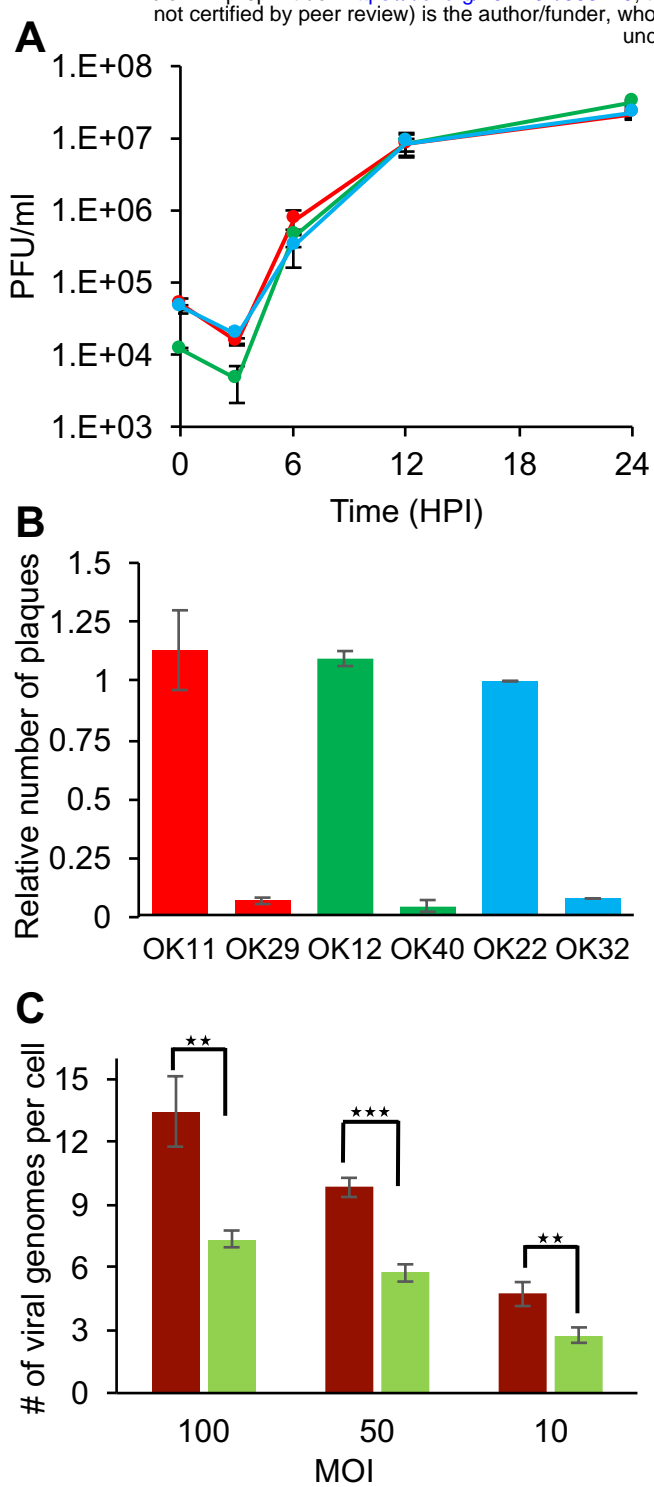 not certified by peer review) is the author/funder, who
und
A
1.E+08
1.E+07
1.E+06
1.E+05
1.E+04
1.E+03
PFU/ml
0 6 12 18 24
Time (HPI)
B
1.5
1.25
1
0.75
0.5
0.25
0
Relative number of plaques
OK11 OK29 OK12 OK40 OK22 OK32
C
★★
★★★
★★
15
12
9
6
3
0
# of viral genomes per cell
100 50 10
MOI